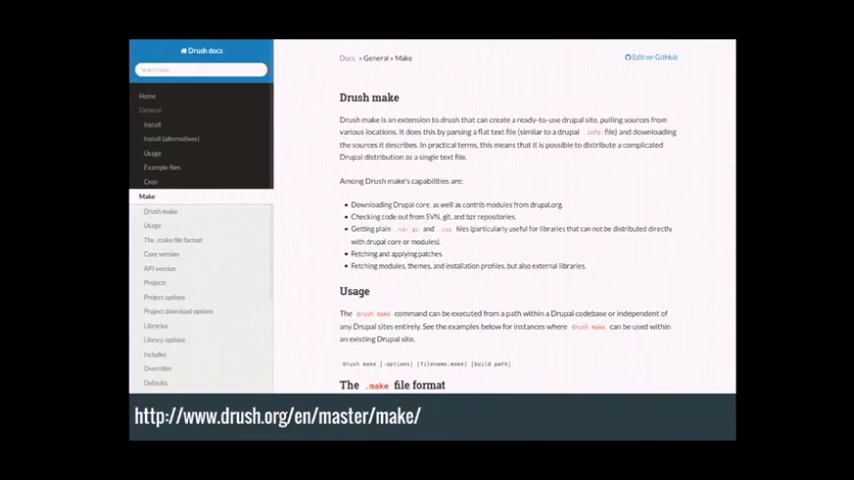 Drush docs
Search docs
Home
General
Install
Install (alternatives)
Usage
Example files
Cron
Make
Drush make
Usage
The .make file format
Core version
API version
Projects
Project options
Project download options
Libraries
Library options
Includes
Overrides
Defaults
Docs » General » Make
Edit on GitHub
Drush make
Drush make is an extension to drush that can create a ready-to-use drupal site, pulling sources from
various locations. It does this by parsing a flat text file (similar to a drupal .info file) and downloading
the sources it describes. In practical terms, this means that it is possible to distribute a complicated
Drupal distribution as a single text file.
Among Drush make's capabilities are:
• Downloading Drupal core, as well as contrib modules from drupal.org.
• Checking code out from SVN, git, and bzr repositories.
• Getting plain .tar.gz and .zip files (particularly useful for libraries that can not be distributed directly
with drupal core or modules).
• Fetching and applying patches.
• Fetching modules, themes, and installation profiles, but also external libraries.
Usage
The drush make command can be executed from a path within a Drupal codebase or independent of
any Drupal sites entirely. See the examples below for instances where drush make can be used within
an existing Drupal site.
drush make [-options] [filename.make] [build path]
The .make file format
http://www.drush.org/en/master/make/